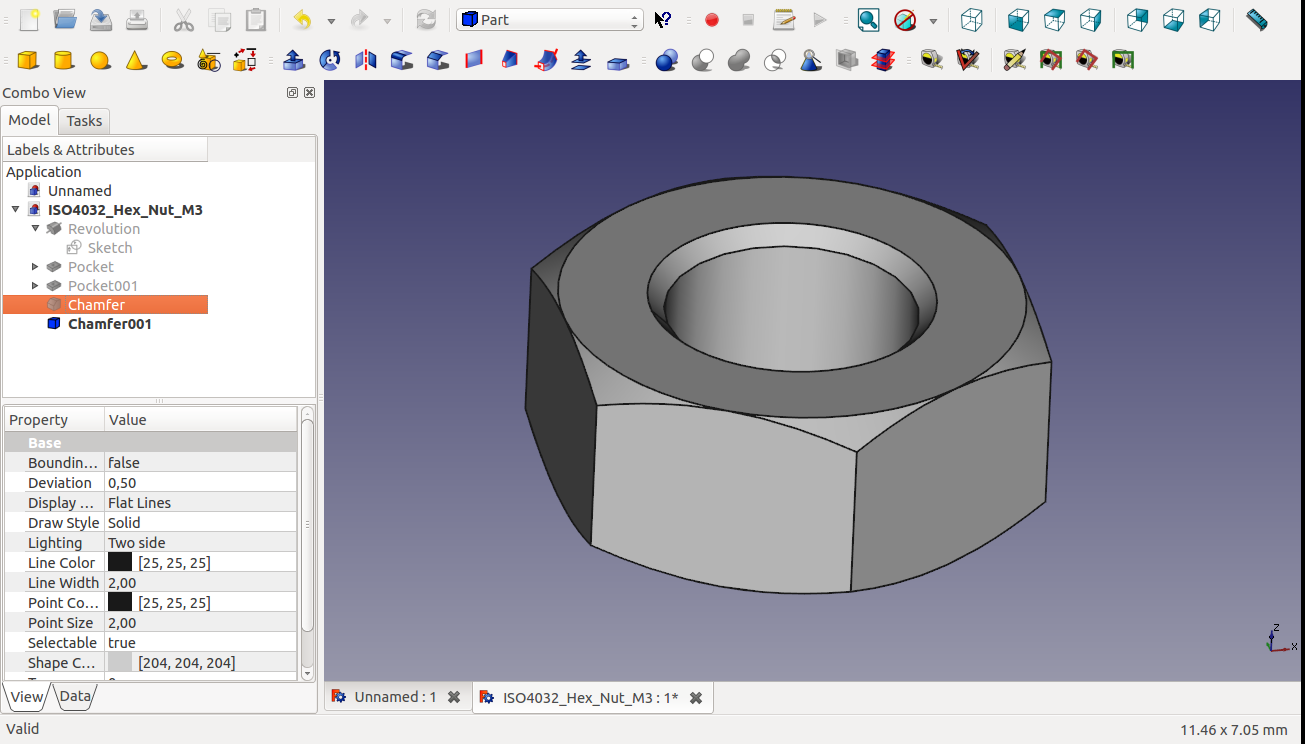 Part
Combo View
Model Tasks
Labels & Attributes
Application
Unnamed
ISO4032_Hex_Nut_M3
Revolution
Sketch
Pocket
Pocket001
Chamfer
Chamfer001
Property Value
Base
Boundin... false
Deviation 0,50
Display ... Flat Lines
Draw Style Solid
Lighting Two side
Line Color [25, 25, 25]
Line Width 2,00
Point Co... [25, 25, 25]
Point Size 2,00
Selectable true
Shape C... [204, 204, 204]
View Data
Z
X
Unnamed : 1 ISO4032_Hex_Nut_M3 : 1*
Valid 11.46 x 7.05 mm